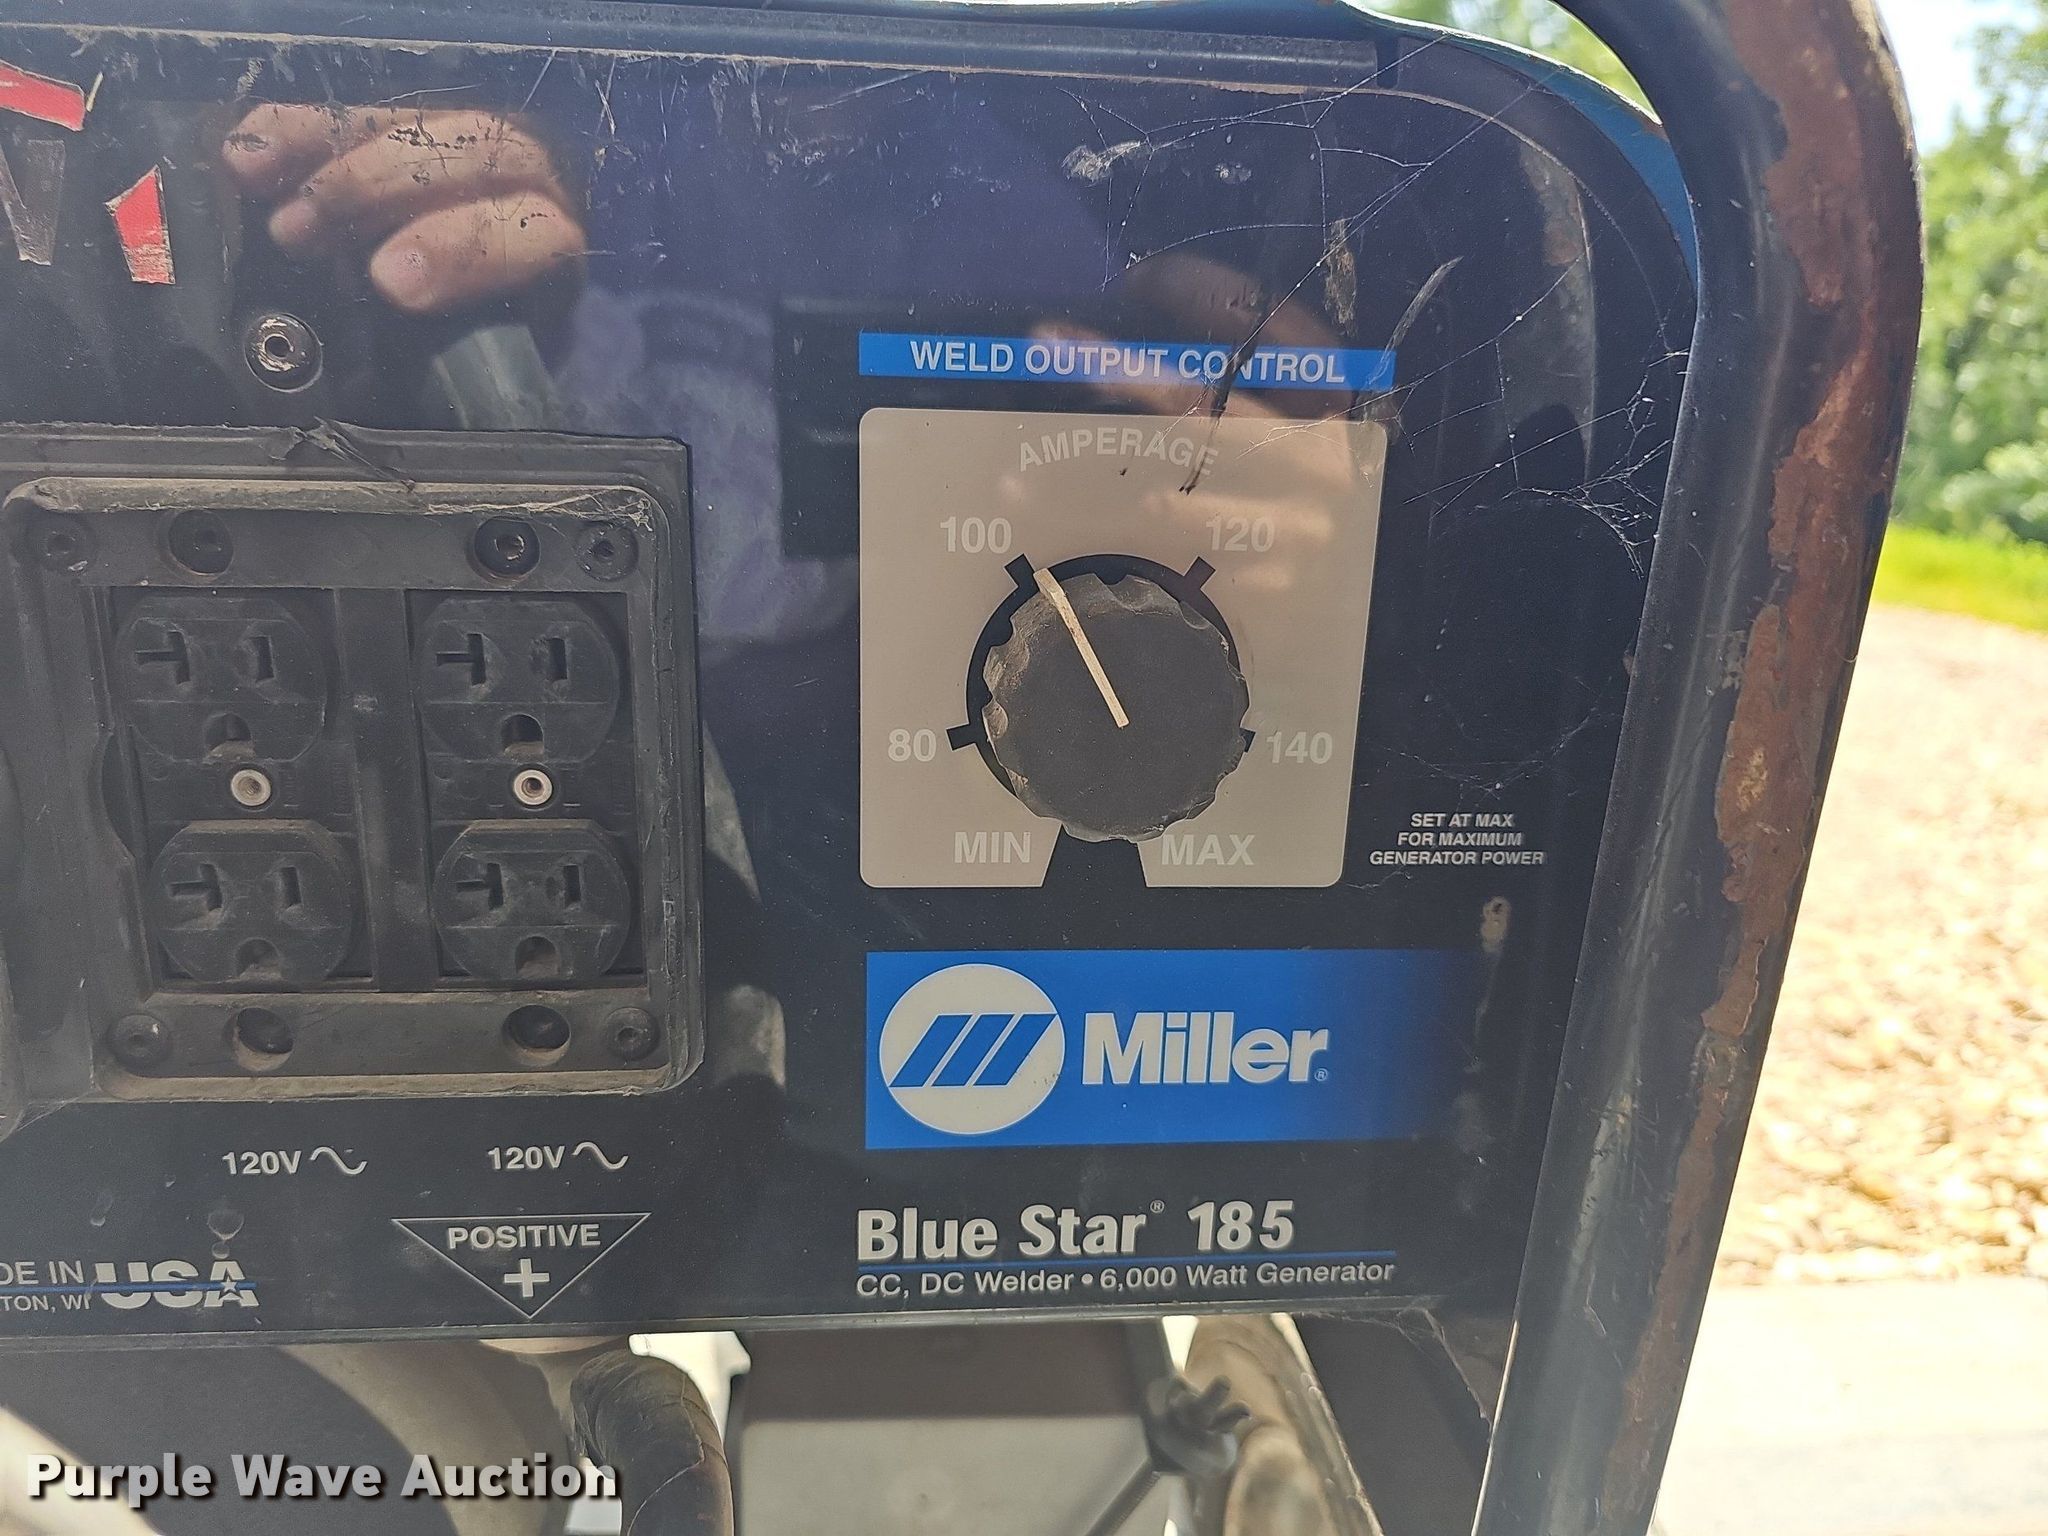 WELD OUTPUT CONTROL
AMPERAGE
100
120
80
140
MIN
MAX
SET AT MAX
FOR MAXIMUM
GENERATOR POWER
Miller®
120V
120V
POSITIVE
+
DE IN USA
TON, WI
Blue Star® 185
CC, DC Welder • 6,000 Watt Generator
Purple Wave Auction